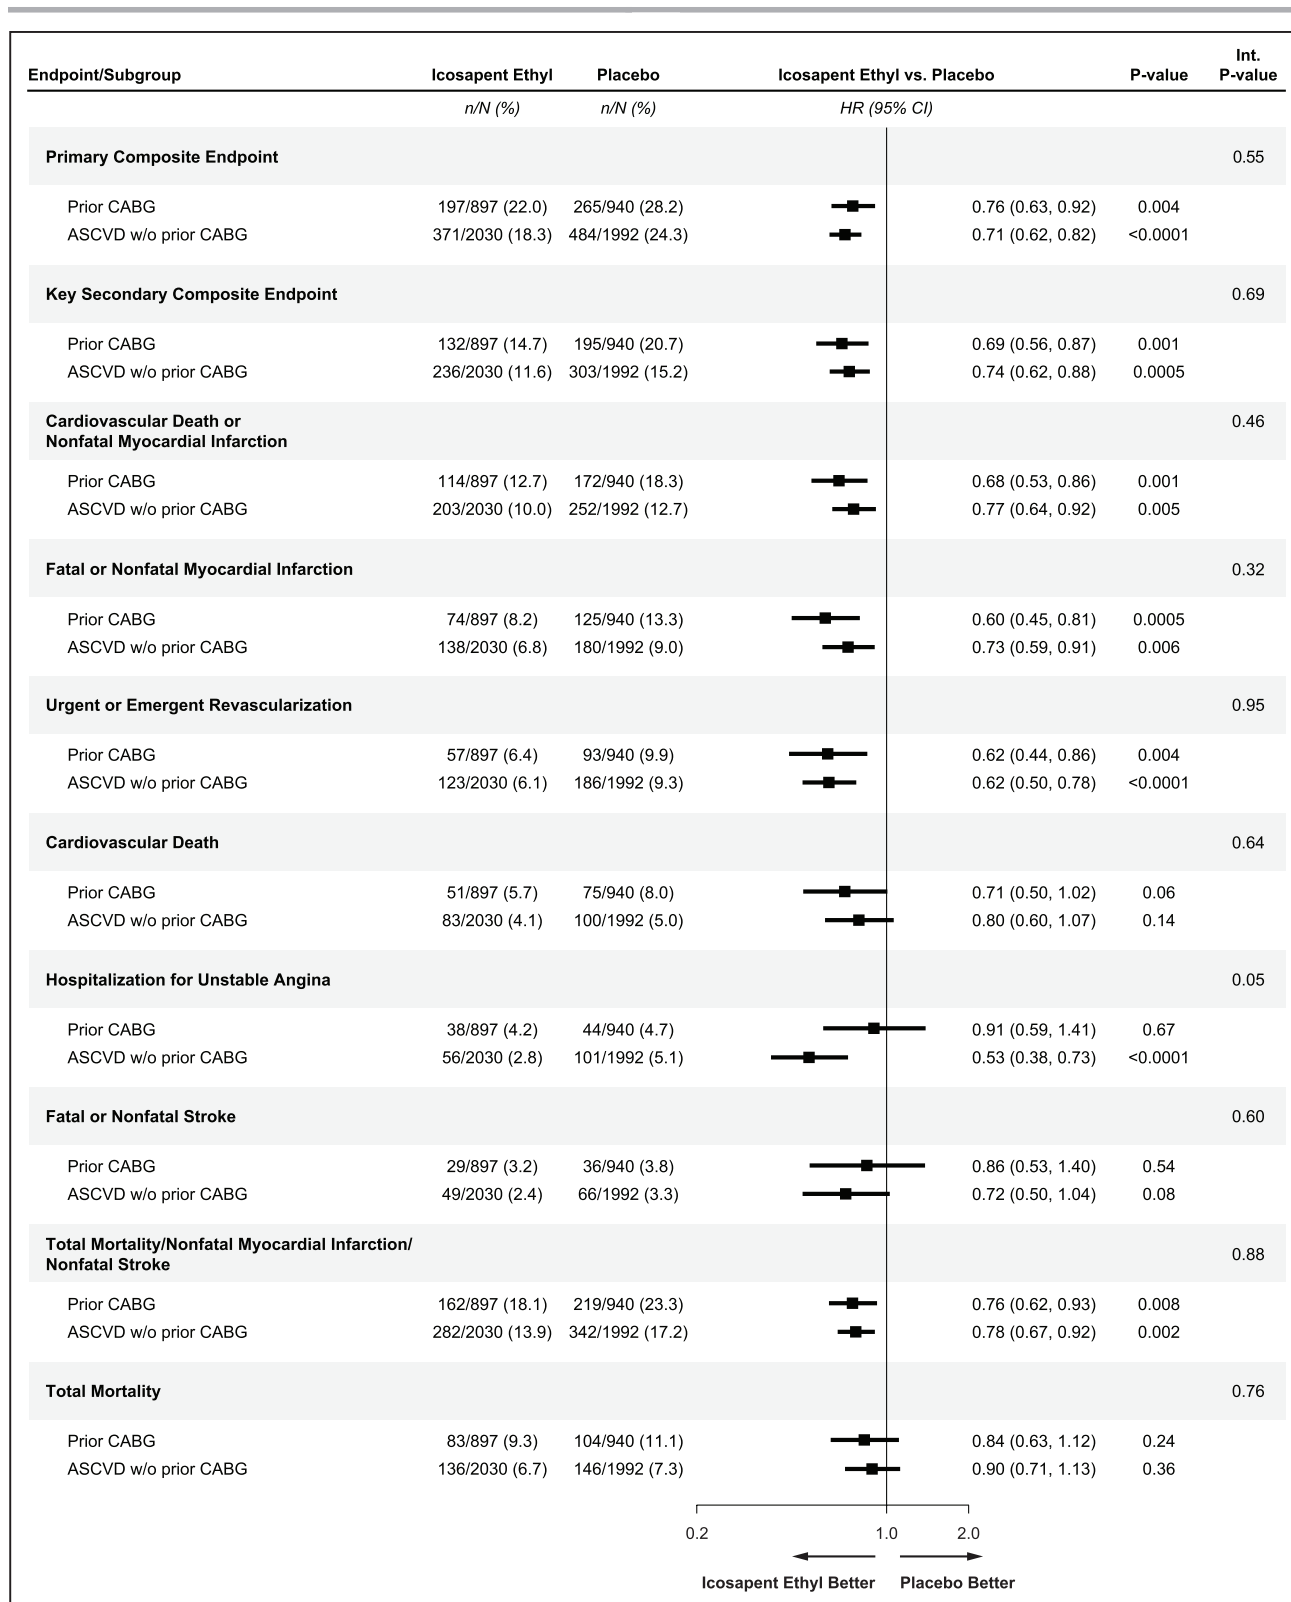 Endpoint/Subgroup Icosapent Ethyl Placebo Icosapent Ethyl vs. Placebo P-value Int. P-value
n/N (%) n/N (%) HR (95% CI)
Primary Composite Endpoint 0.55
Prior CABG 197/897 (22.0) 265/940 (28.2) 0.76 (0.63, 0.92) 0.004
ASCVD w/o prior CABG 371/2030 (18.3) 484/1992 (24.3) 0.71 (0.62, 0.82) <0.0001
Key Secondary Composite Endpoint 0.69
Prior CABG 132/897 (14.7) 195/940 (20.7) 0.69 (0.56, 0.87) 0.001
ASCVD w/o prior CABG 236/2030 (11.6) 303/1992 (15.2) 0.74 (0.62, 0.88) 0.0005
Cardiovascular Death or 0.46
Nonfatal Myocardial Infarction
Prior CABG 114/897 (12.7) 172/940 (18.3) 0.68 (0.53, 0.86) 0.001
ASCVD w/o prior CABG 203/2030 (10.0) 252/1992 (12.7) 0.77 (0.64, 0.92) 0.005
Fatal or Nonfatal Myocardial Infarction 0.32
Prior CABG 74/897 (8.2) 125/940 (13.3) 0.60 (0.45, 0.81) 0.0005
ASCVD w/o prior CABG 138/2030 (6.8) 180/1992 (9.0) 0.73 (0.59, 0.91) 0.006
Urgent or Emergent Revascularization 0.95
Prior CABG 57/897 (6.4) 93/940 (9.9) 0.62 (0.44, 0.86) 0.004
ASCVD w/o prior CABG 123/2030 (6.1) 186/1992 (9.3) 0.62 (0.50, 0.78) <0.0001
Cardiovascular Death 0.64
Prior CABG 51/897 (5.7) 75/940 (8.0) 0.71 (0.50, 1.02) 0.06
ASCVD w/o prior CABG 83/2030 (4.1) 100/1992 (5.0) 0.80 (0.60, 1.07) 0.14
Hospitalization for Unstable Angina 0.05
Prior CABG 38/897 (4.2) 44/940 (4.7) 0.91 (0.59, 1.41) 0.67
ASCVD w/o prior CABG 56/2030 (2.8) 101/1992 (5.1) 0.53 (0.38, 0.73) <0.0001
Fatal or Nonfatal Stroke 0.60
Prior CABG 29/897 (3.2) 36/940 (3.8) 0.86 (0.53, 1.40) 0.54
ASCVD w/o prior CABG 49/2030 (2.4) 66/1992 (3.3) 0.72 (0.50, 1.04) 0.08
Total Mortality/Nonfatal Myocardial Infarction/ 0.88
Nonfatal Stroke
Prior CABG 162/897 (18.1) 219/940 (23.3) 0.76 (0.62, 0.93) 0.008
ASCVD w/o prior CABG 282/2030 (13.9) 342/1992 (17.2) 0.78 (0.67, 0.92) 0.002
Total Mortality 0.76
Prior CABG 83/897 (9.3) 104/940 (11.1) 0.84 (0.63, 1.12) 0.24
ASCVD w/o prior CABG 136/2030 (6.7) 146/1992 (7.3) 0.90 (0.71, 1.13) 0.36
0.2 1.0 2.0
Icosapent Ethyl Better Placebo Better